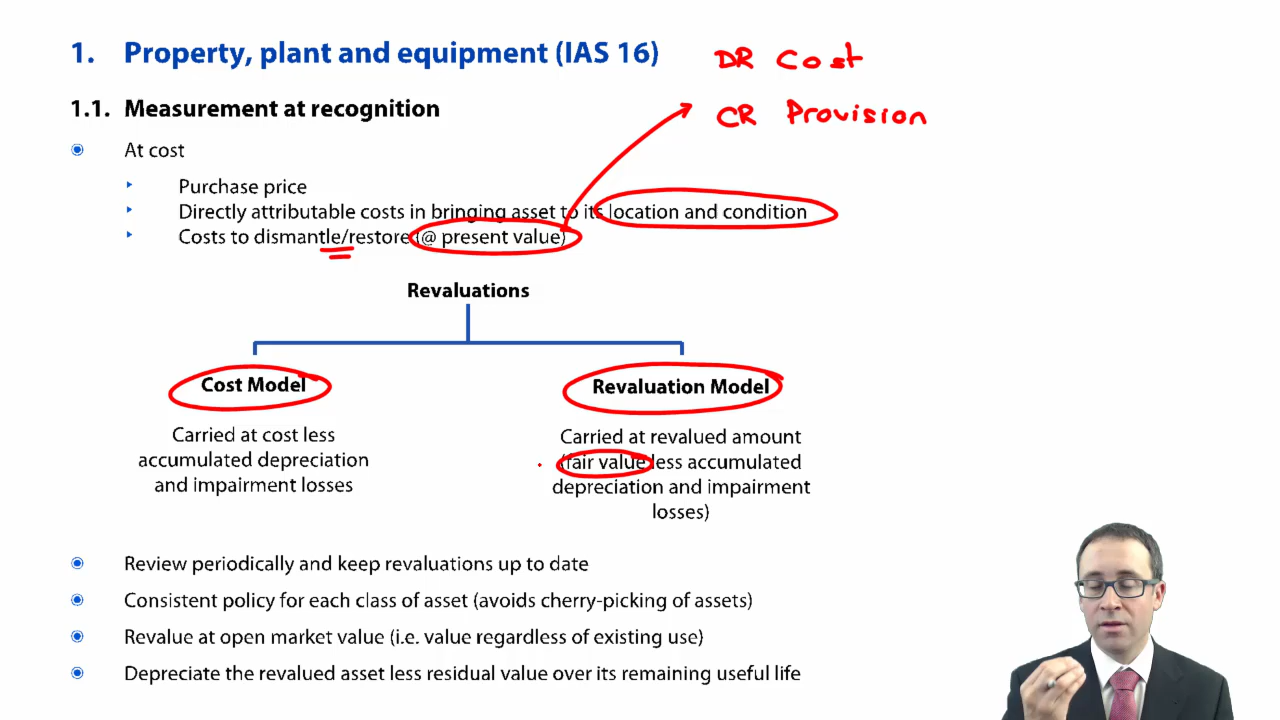 1. Property, plant and equipment (IAS 16)
DR Cost
1.1. Measurement at recognition
CR Provision
At cost
Purchase price
Directly attributable costs in bringing asset to its location and condition
Costs to dismantle/restore (@ present value)
Revaluations
Cost Model
Revaluation Model
Carried at cost less
accumulated depreciation
and impairment losses
Carried at revalued amount
(fair value less accumulated
depreciation and impairment
losses)
Review periodically and keep revaluations up to date
Consistent policy for each class of asset (avoids cherry-picking of assets)
Revalue at open market value (i.e. value regardless of existing use)
Depreciate the revalued asset less residual value over its remaining useful life